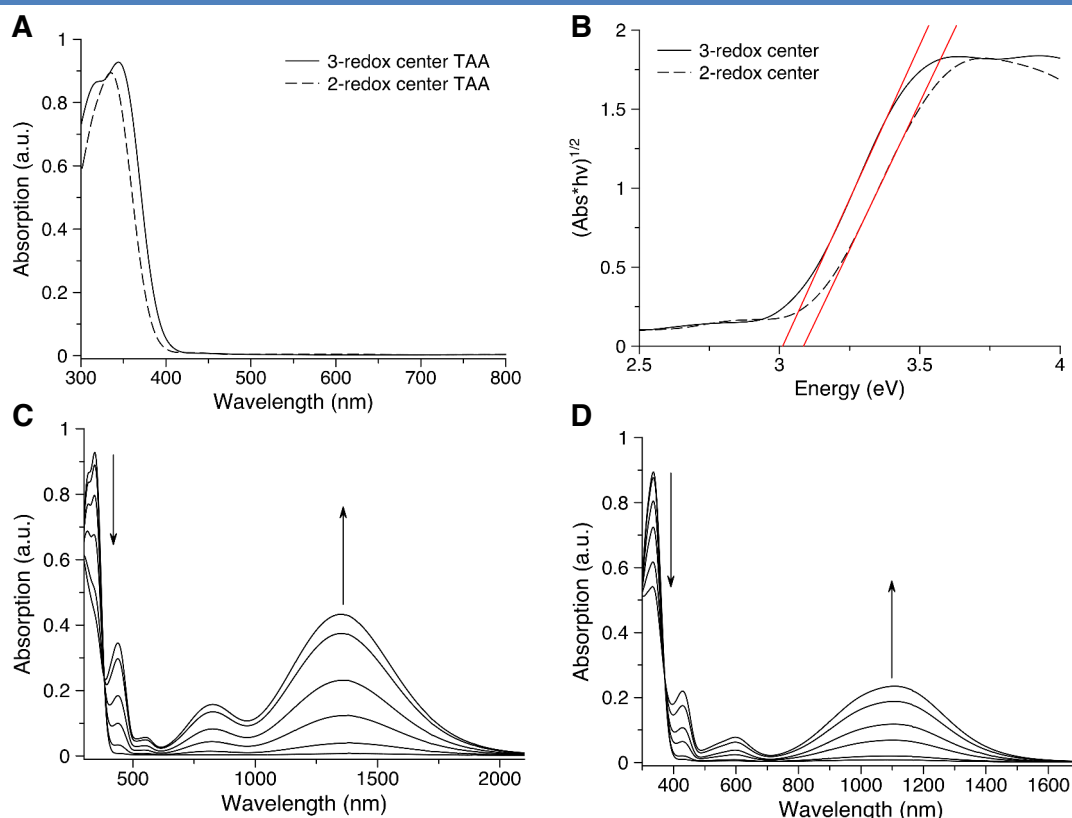 A
1
0.8
0.6
0.4
0.2
0
300 400 500 600 700 800
Absorption (a.u.)
Wavelength (nm)
3-redox center TAA
2-redox center TAA
B
2
1.5
1
0.5
0
2.5 3 3.5 4
(Abs*hν)1/2
Energy (eV)
3-redox center
2-redox center
C
1
0.8
0.6
0.4
0.2
0
500 1000 1500 2000
Absorption (a.u.)
Wavelength (nm)
D
1
0.8
0.6
0.4
0.2
0
400 600 800 1000 1200 1400 1600
Absorption (a.u.)
Wavelength (nm)